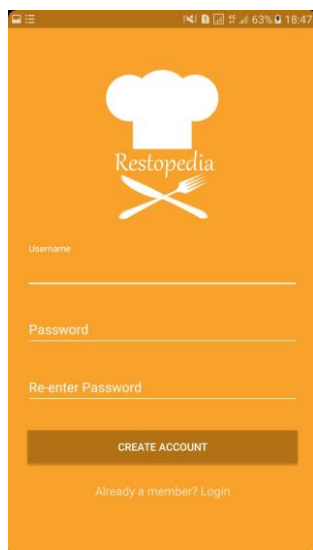 63% 18:47
Restopedia
Username
Password
Re-enter Password
CREATE ACCOUNT
Already a member? Login